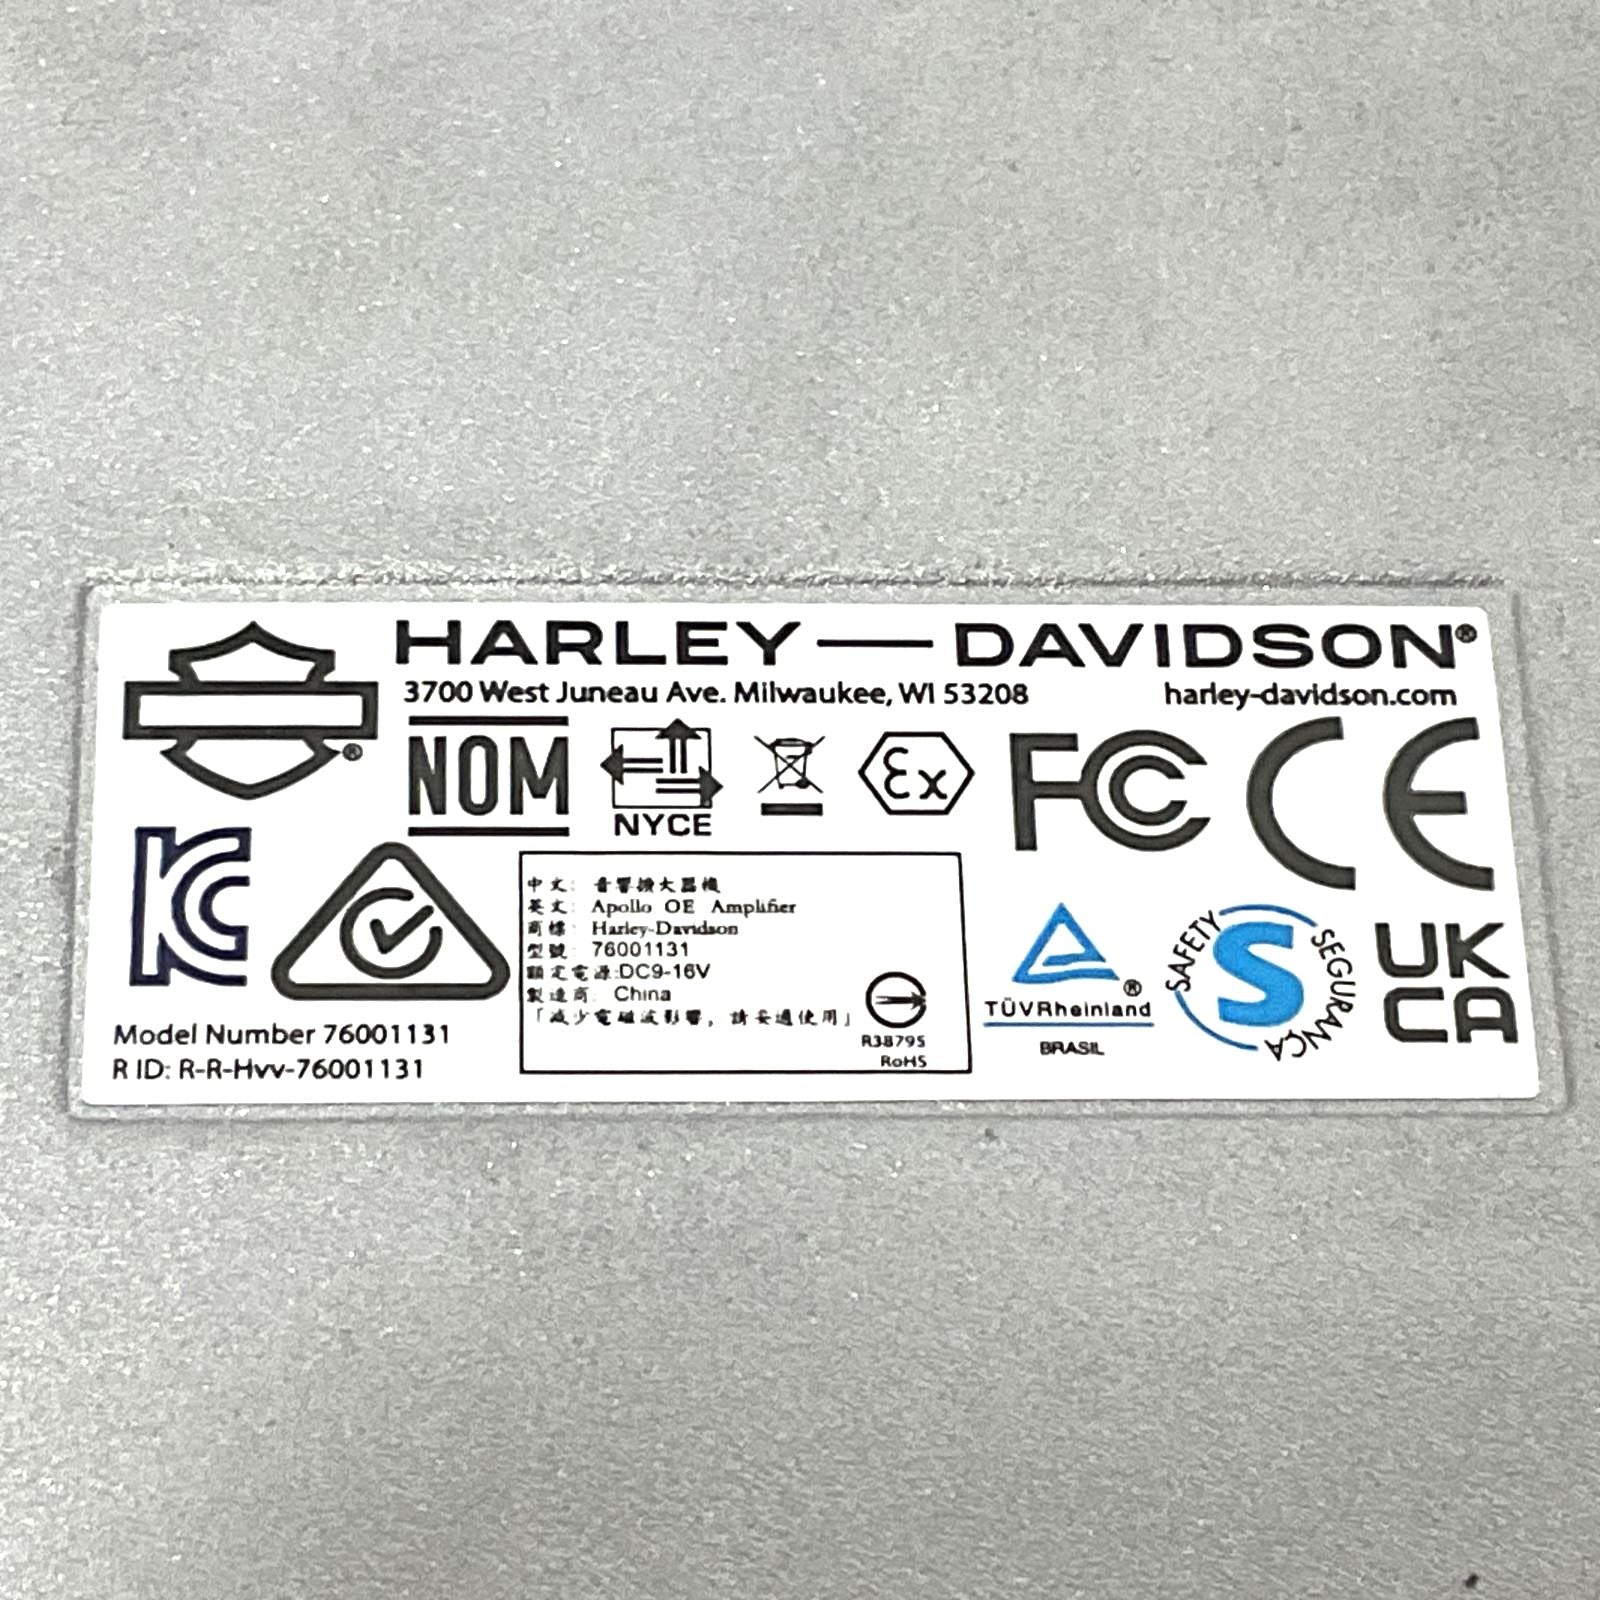 HARLEY—DAVIDSON®
3700 West Juneau Ave. Milwaukee, WI 53208 harley-davidson.com
®
NOM
NYCE
Ex
FC
CE
KC
中文: 音響擴大器機
英文: Apollo OE Amplifier
商標: Harley-Davidson
型號: 76001131
額定電源:DC9-16V
製造商: China
「減少電磁波影響，請妥適使用」
R38795
RoHS
TÜVRheinland®
BRASIL
SAFETY
S
SEGURANÇA
UK
CA
Model Number 76001131
R ID: R-R-Hvv-76001131